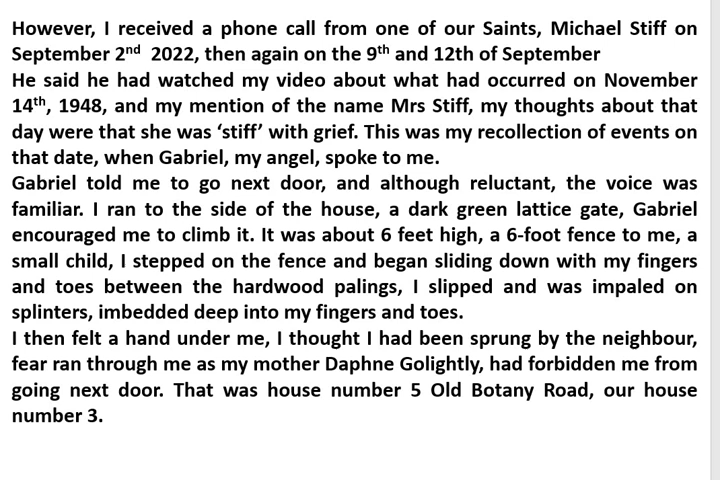 However, I received a phone call from one of our Saints, Michael Stiff on
September 2nd 2022, then again on the 9th and 12th of September
He said he had watched my video about what had occurred on November
14th, 1948, and my mention of the name Mrs Stiff, my thoughts about that
day were that she was ‘stiff’ with grief. This was my recollection of events on
that date, when Gabriel, my angel, spoke to me.
Gabriel told me to go next door, and although reluctant, the voice was
familiar. I ran to the side of the house, a dark green lattice gate, Gabriel
encouraged me to climb it. It was about 6 feet high, a 6-foot fence to me, a
small child, I stepped on the fence and began sliding down with my fingers
and toes between the hardwood palings, I slipped and was impaled on
splinters, imbedded deep into my fingers and toes.
I then felt a hand under me, I thought I had been sprung by the neighbour,
fear ran through me as my mother Daphne Golightly, had forbidden me from
going next door. That was house number 5 Old Botany Road, our house
number 3.